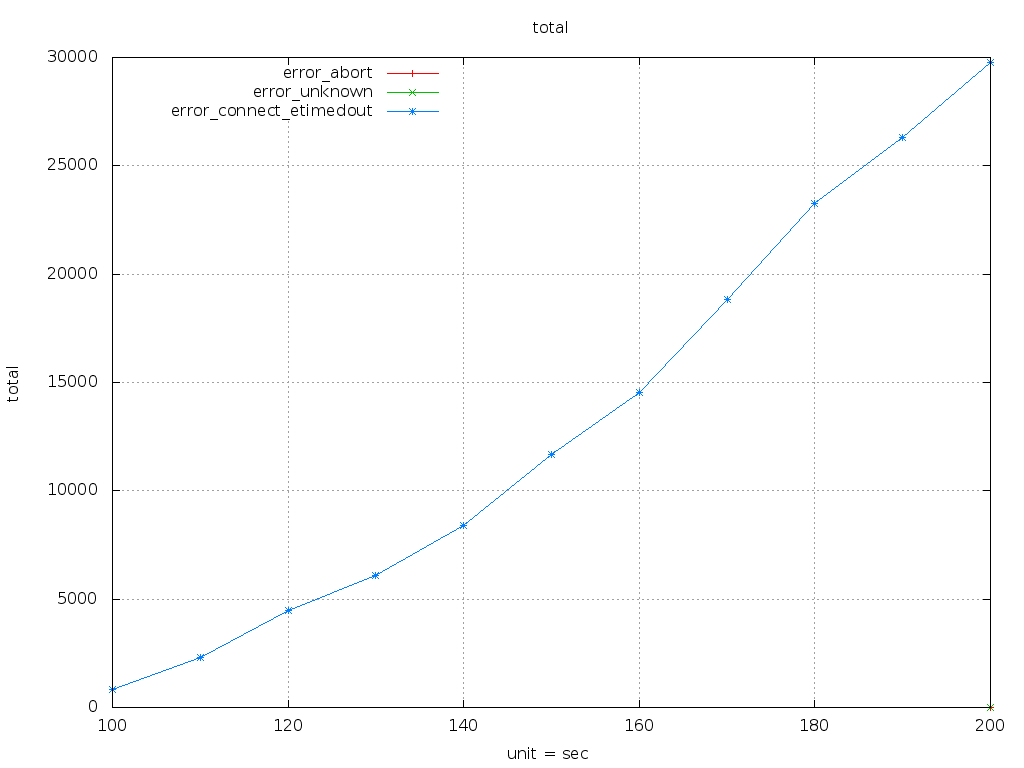 total
30000
error_abort
error_unknown
error_connect_etimedout
25000
20000
15000
total
10000
5000
0
100 120 140 160 180 200
unit = sec